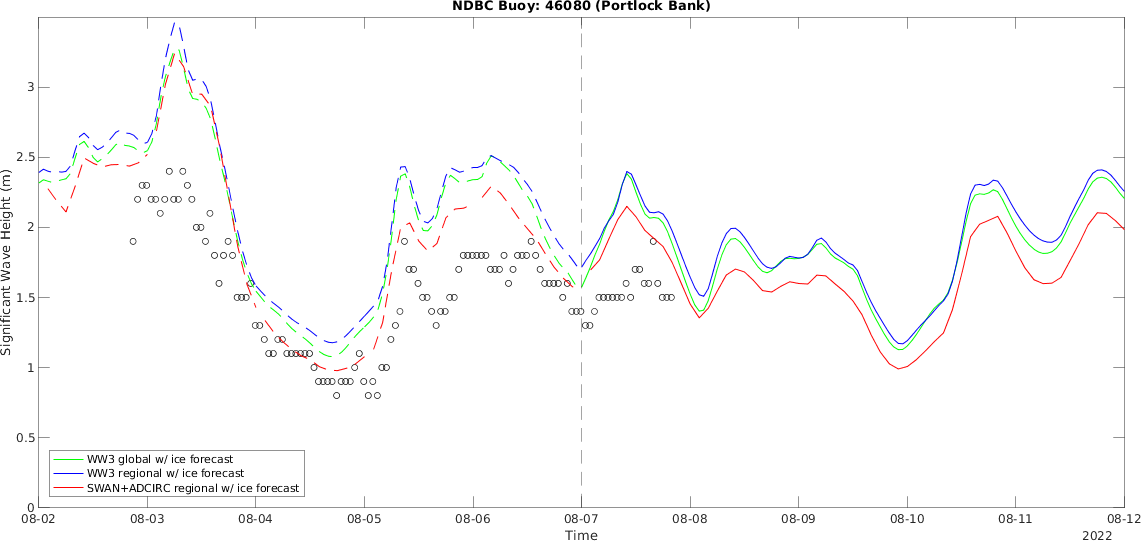 NDBC Buoy: 46080 (Portlock Bank)
Significant Wave Height (m)
3
2.5
2
1.5
1
0.5
0
WW3 global w/ ice forecast
WW3 regional w/ ice forecast
SWAN+ADCIRC regional w/ ice forecast
08-02 08-03 08-04 08-05 08-06 08-07 08-08 08-09 08-10 08-11 08-12
Time
2022